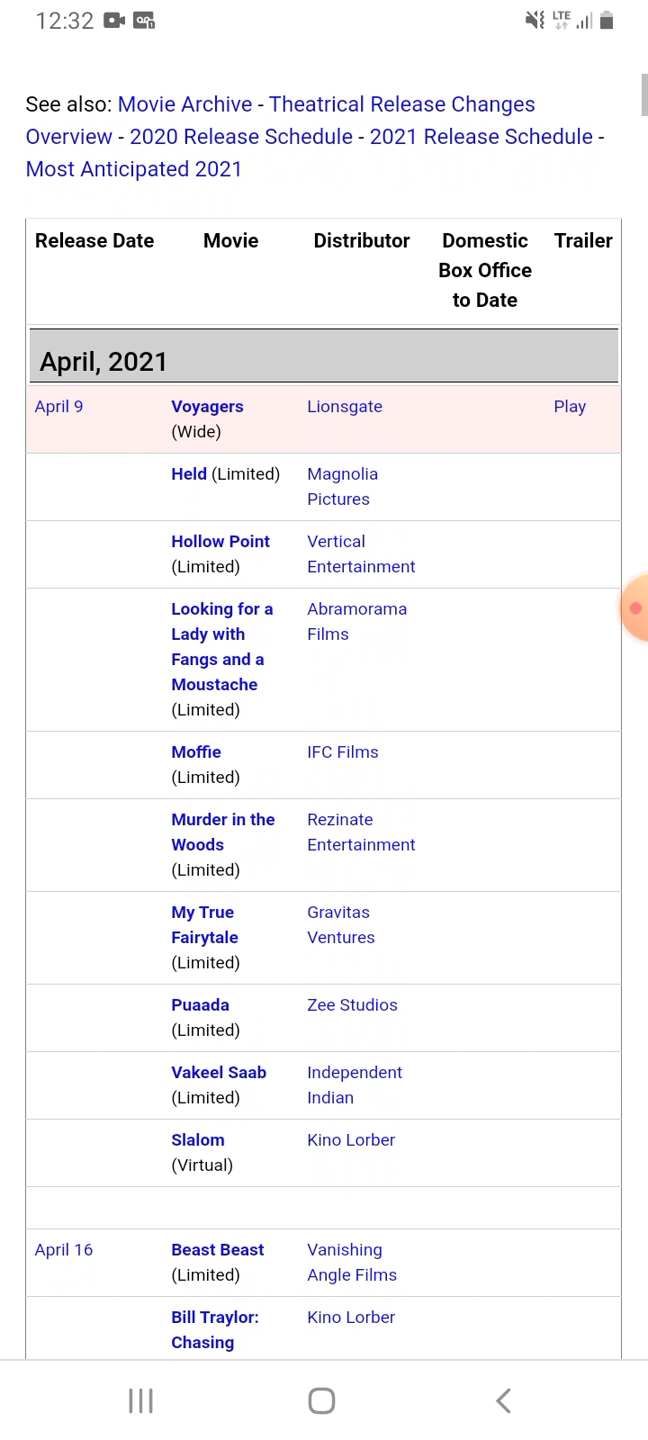 12:32
LTE
See also: Movie Archive - Theatrical Release Changes
Overview - 2020 Release Schedule - 2021 Release Schedule -
Most Anticipated 2021
Release Date Movie Distributor Domestic Box Office to Date Trailer
April, 2021
April 9 Voyagers Lionsgate Play
(Wide)
Held (Limited) Magnolia
Pictures
Hollow Point Vertical
(Limited) Entertainment
Looking for a Abramorama
Lady with Films
Fangs and a
Moustache
(Limited)
Moffie IFC Films
(Limited)
Murder in the Rezinate
Woods Entertainment
(Limited)
My True Gravitas
Fairytale Ventures
(Limited)
Puaada Zee Studios
(Limited)
Vakeel Saab Independent
(Limited) Indian
Slalom Kino Lorber
(Virtual)
April 16 Beast Beast Vanishing
(Limited) Angle Films
Bill Traylor: Kino Lorber
Chasing